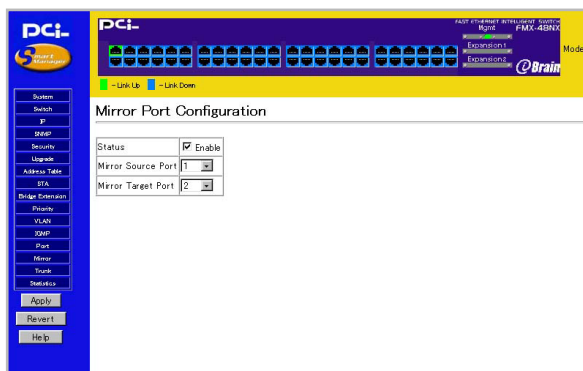 PCi-
Smart Manager
System
Switch
IP
SNMP
Security
Upgrade
Address Table
STA
Bridge Extension
Priority
VLAN
IGMP
Port
Mirror
Trunk
Statistics
Apply
Revert
Help
PCi-
FAST ETHERNET INTELLIGENT SWITCH
Mgmt FMX-48NX
Expansion1
Expansion2
Mode
Brain
-Link Up -Link Down
Mirror Port Configuration
Status Enable
Mirror Source Port 1
Mirror Target Port 2